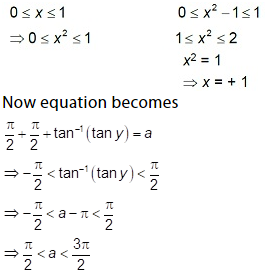 0 ≤ x ≤ 1    0 ≤ x² −1 ≤ 1
⇒ 0 ≤ x² ≤ 1    1 ≤ x² ≤ 2
x² = 1
⇒ x = + 1
Now equation becomes
π/2 + π/2 + tan⁻¹(tan y) = a
⇒ −π/2 < tan⁻¹(tan y) < π/2
⇒ −π/2 < a − π < π/2
⇒ π/2 < a < 3π/2